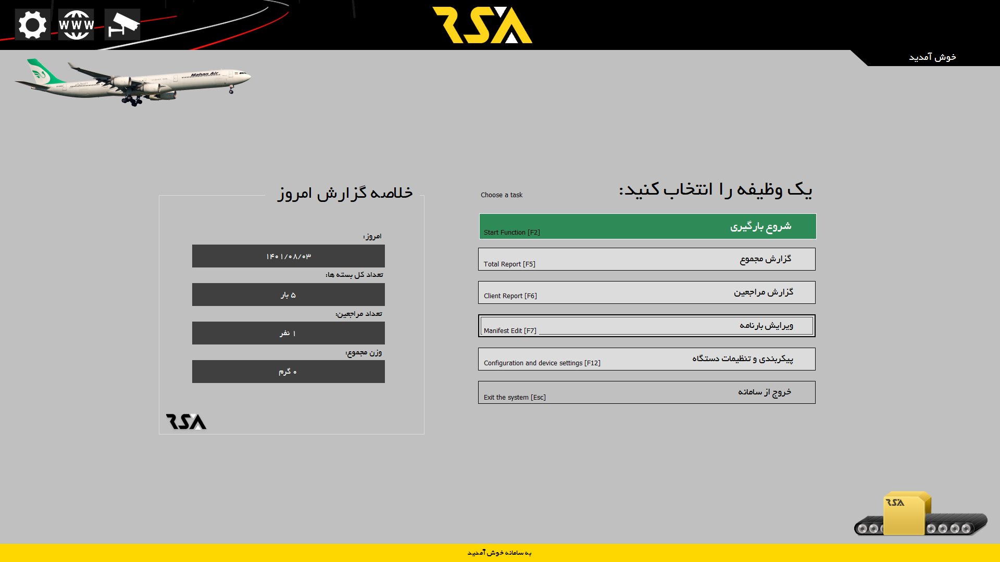 WWW
RSA
خوش آمدید
Mahan Air
یک وظیفه را انتخاب کنید:
Choose a task
شروع بارگیری
Start Function [F2]
گزارش مجموع
Total Report [F5]
گزارش مراجعین
Client Report [F6]
ویرایش بارنامه
Manifest Edit [F7]
پیکربندی و تنظیمات دستگاه
Configuration and device settings [F12]
خروج از سامانه
Exit the system [Esc]
خلاصه گزارش امروز
امروز:
۱۴۰۱/۰۸/۰۳
تعداد کل بسته ها:
۵ بار
تعداد مراجعین:
۱ نفر
وزن مجموع:
۰ گرم
RSA
RSA
به سامانه خوش آمدید